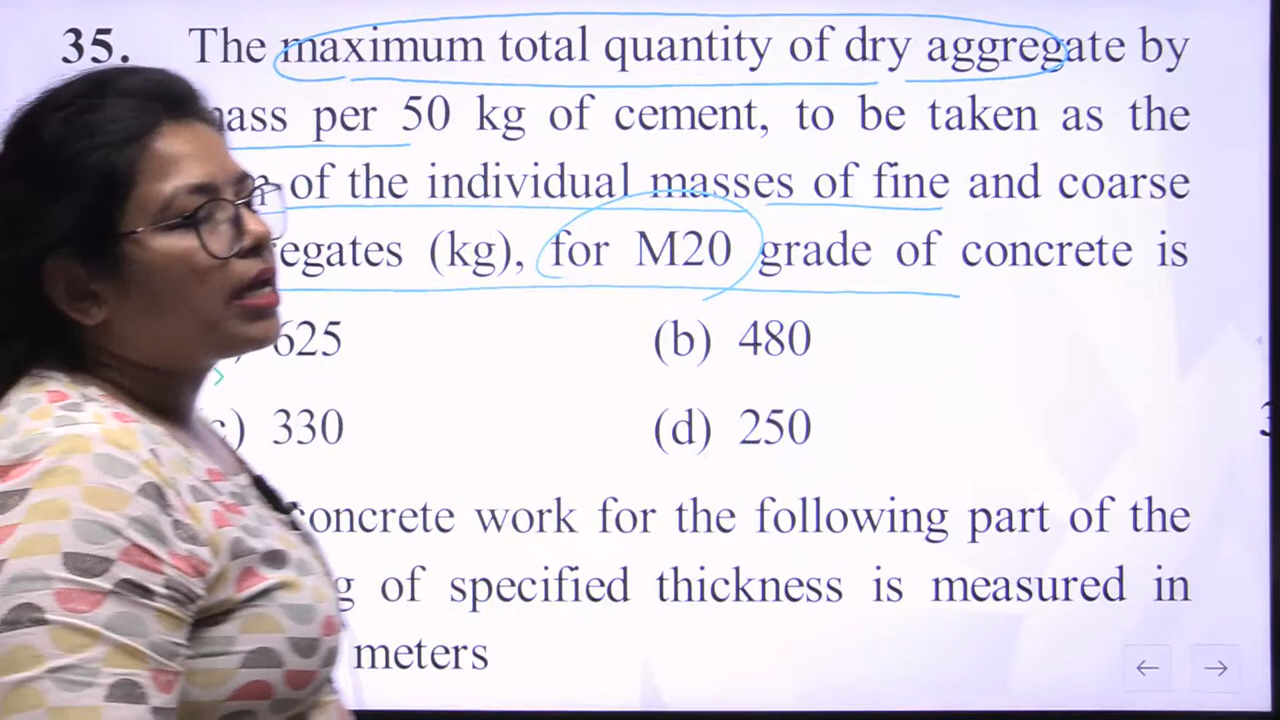 35. The maximum total quantity of dry aggregate by
mass per 50 kg of cement, to be taken as the
of the individual masses of fine and coarse
regates (kg), for M20 grade of concrete is
625 (b) 480
c) 330 (d) 250
concrete work for the following part of the
g of specified thickness is measured in
meters